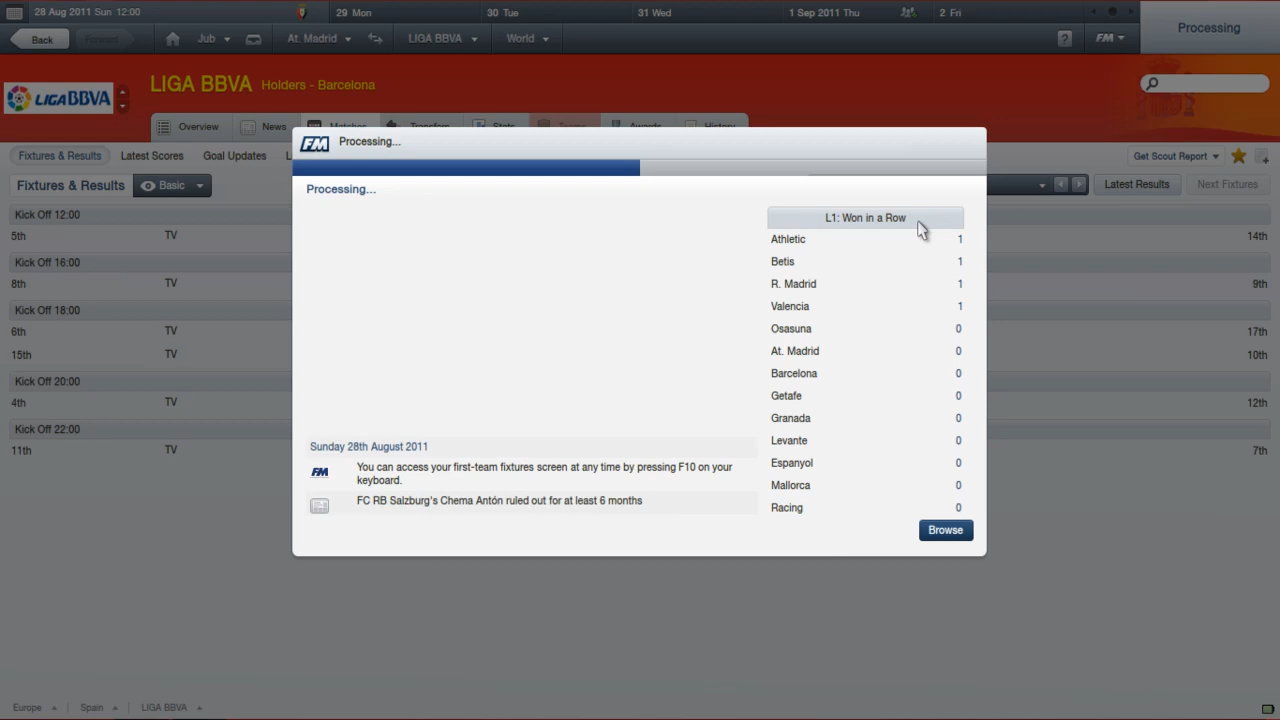 28 Aug 2011 Sun 12:00
29 Mon
30 Tue
31 Wed
1 Sep 2011 Thu
2 Fri
Processing
Back
Forward
Jub
At. Madrid
LIGA BBVA
World
?
FM
LIGA BBVA Holders - Barcelona
LIGA BBVA
Overview
News
Matches
Transfers
Stats
Teams
Awards
History
Fixtures & Results
Latest Scores
Goal Updates
L
Get Scout Report
Fixtures & Results
Basic
Latest Results
Next Fixtures
Kick Off 12:00
5th TV 14th
Kick Off 16:00
8th TV 9th
Kick Off 18:00
6th TV 17th
15th TV 10th
Kick Off 20:00
4th TV 12th
Kick Off 22:00
11th TV 7th
FM Processing...
Processing...
L1: Won in a Row
Athletic 1
Betis 1
R. Madrid 1
Valencia 1
Osasuna 0
At. Madrid 0
Barcelona 0
Getafe 0
Granada 0
Levante 0
Espanyol 0
Mallorca 0
Racing 0
Browse
Sunday 28th August 2011
FM
You can access your first-team fixtures screen at any time by pressing F10 on your
keyboard.
FC RB Salzburg's Chema Antón ruled out for at least 6 months
Europe
Spain
LIGA BBVA